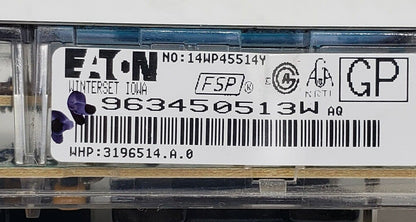 EATON NO:14WP45514Y
WINTERSET IOWA FSP® GP
963450513W AQ
WHP:3196514.A.0